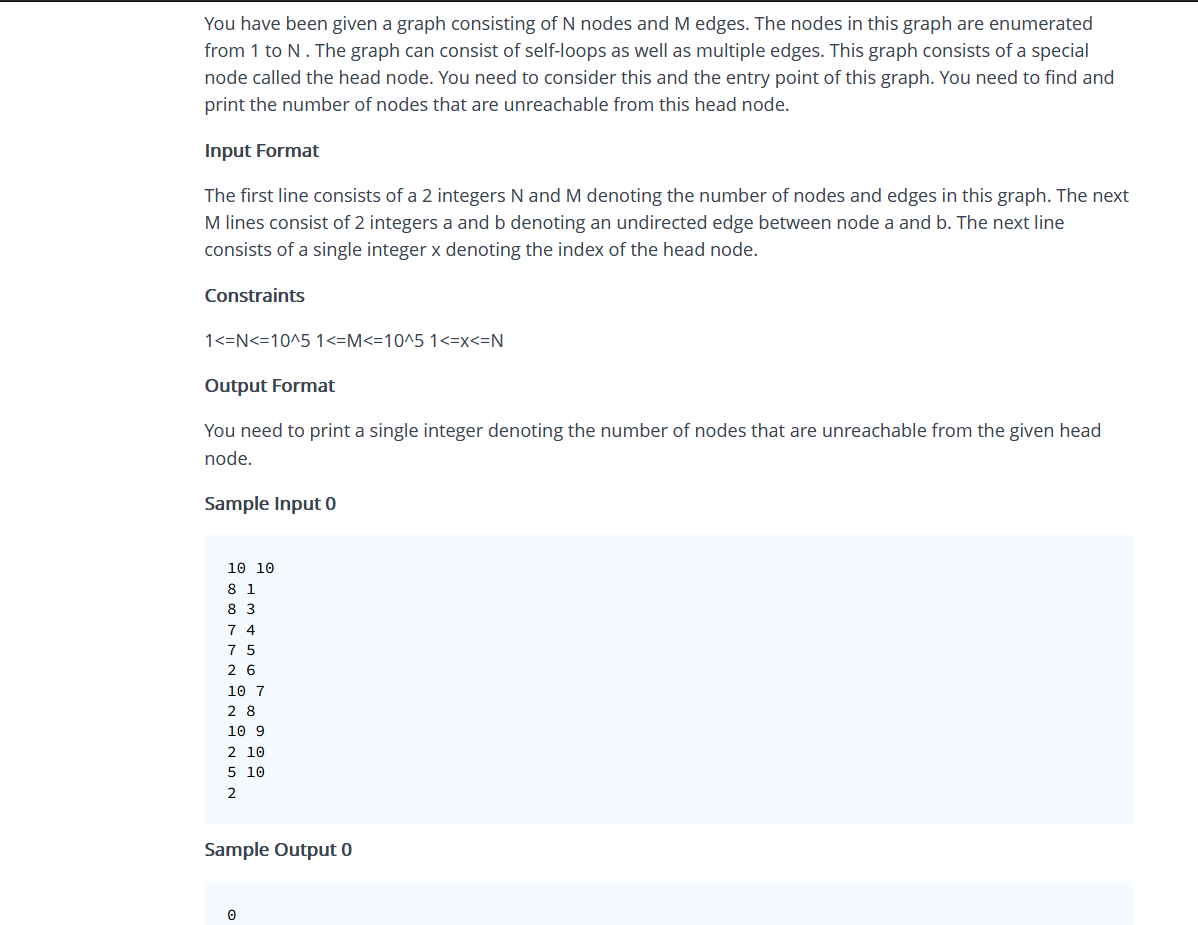 You have been given a graph consisting of N nodes and M edges. The nodes in this graph are enumerated
from 1 to N . The graph can consist of self-loops as well as multiple edges. This graph consists of a special
node called the head node. You need to consider this and the entry point of this graph. You need to find and
print the number of nodes that are unreachable from this head node.
Input Format
The first line consists of a 2 integers N and M denoting the number of nodes and edges in this graph. The next
M lines consist of 2 integers a and b denoting an undirected edge between node a and b. The next line
consists of a single integer x denoting the index of the head node.
Constraints
1<=N<=10^5 1<=M<=10^5 1<=x<=N
Output Format
You need to print a single integer denoting the number of nodes that are unreachable from the given head
node.
Sample Input 0
10 10
8 1
8 3
7 4
7 5
2 6
10 7
2 8
10 9
2 10
5 10
2
Sample Output 0
0